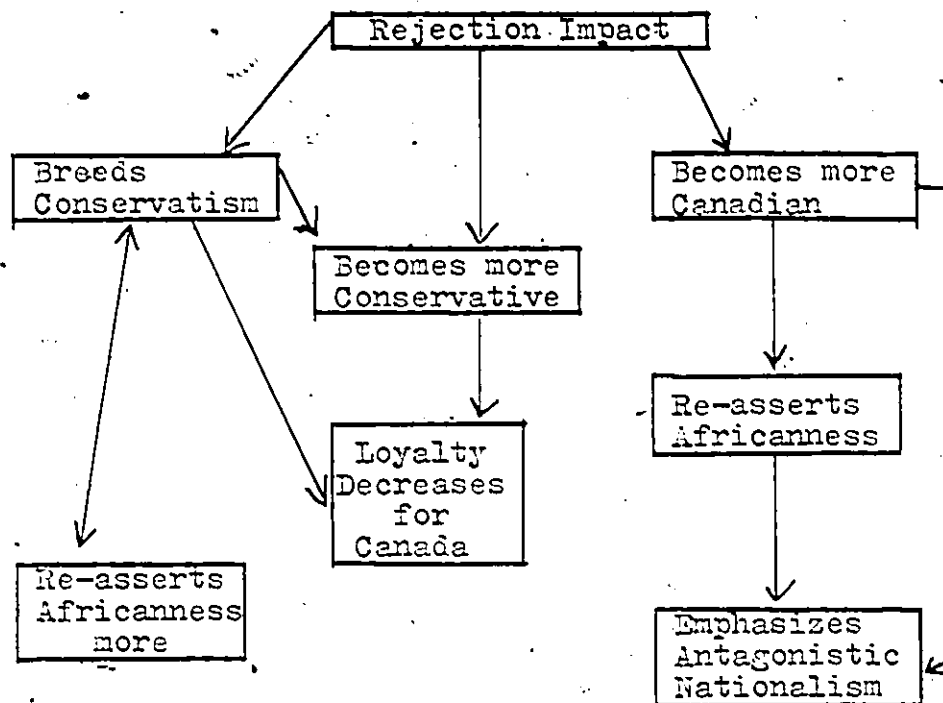 Rejection Impact
Breeds
Conservatism
Becomes more
Canadian
Becomes more
Conservative
Re-asserts
Africanness
Loyalty
Decreases
for
Canada
Re-asserts
Africanness
more
Emphasizes
Antagonistic
Nationalism